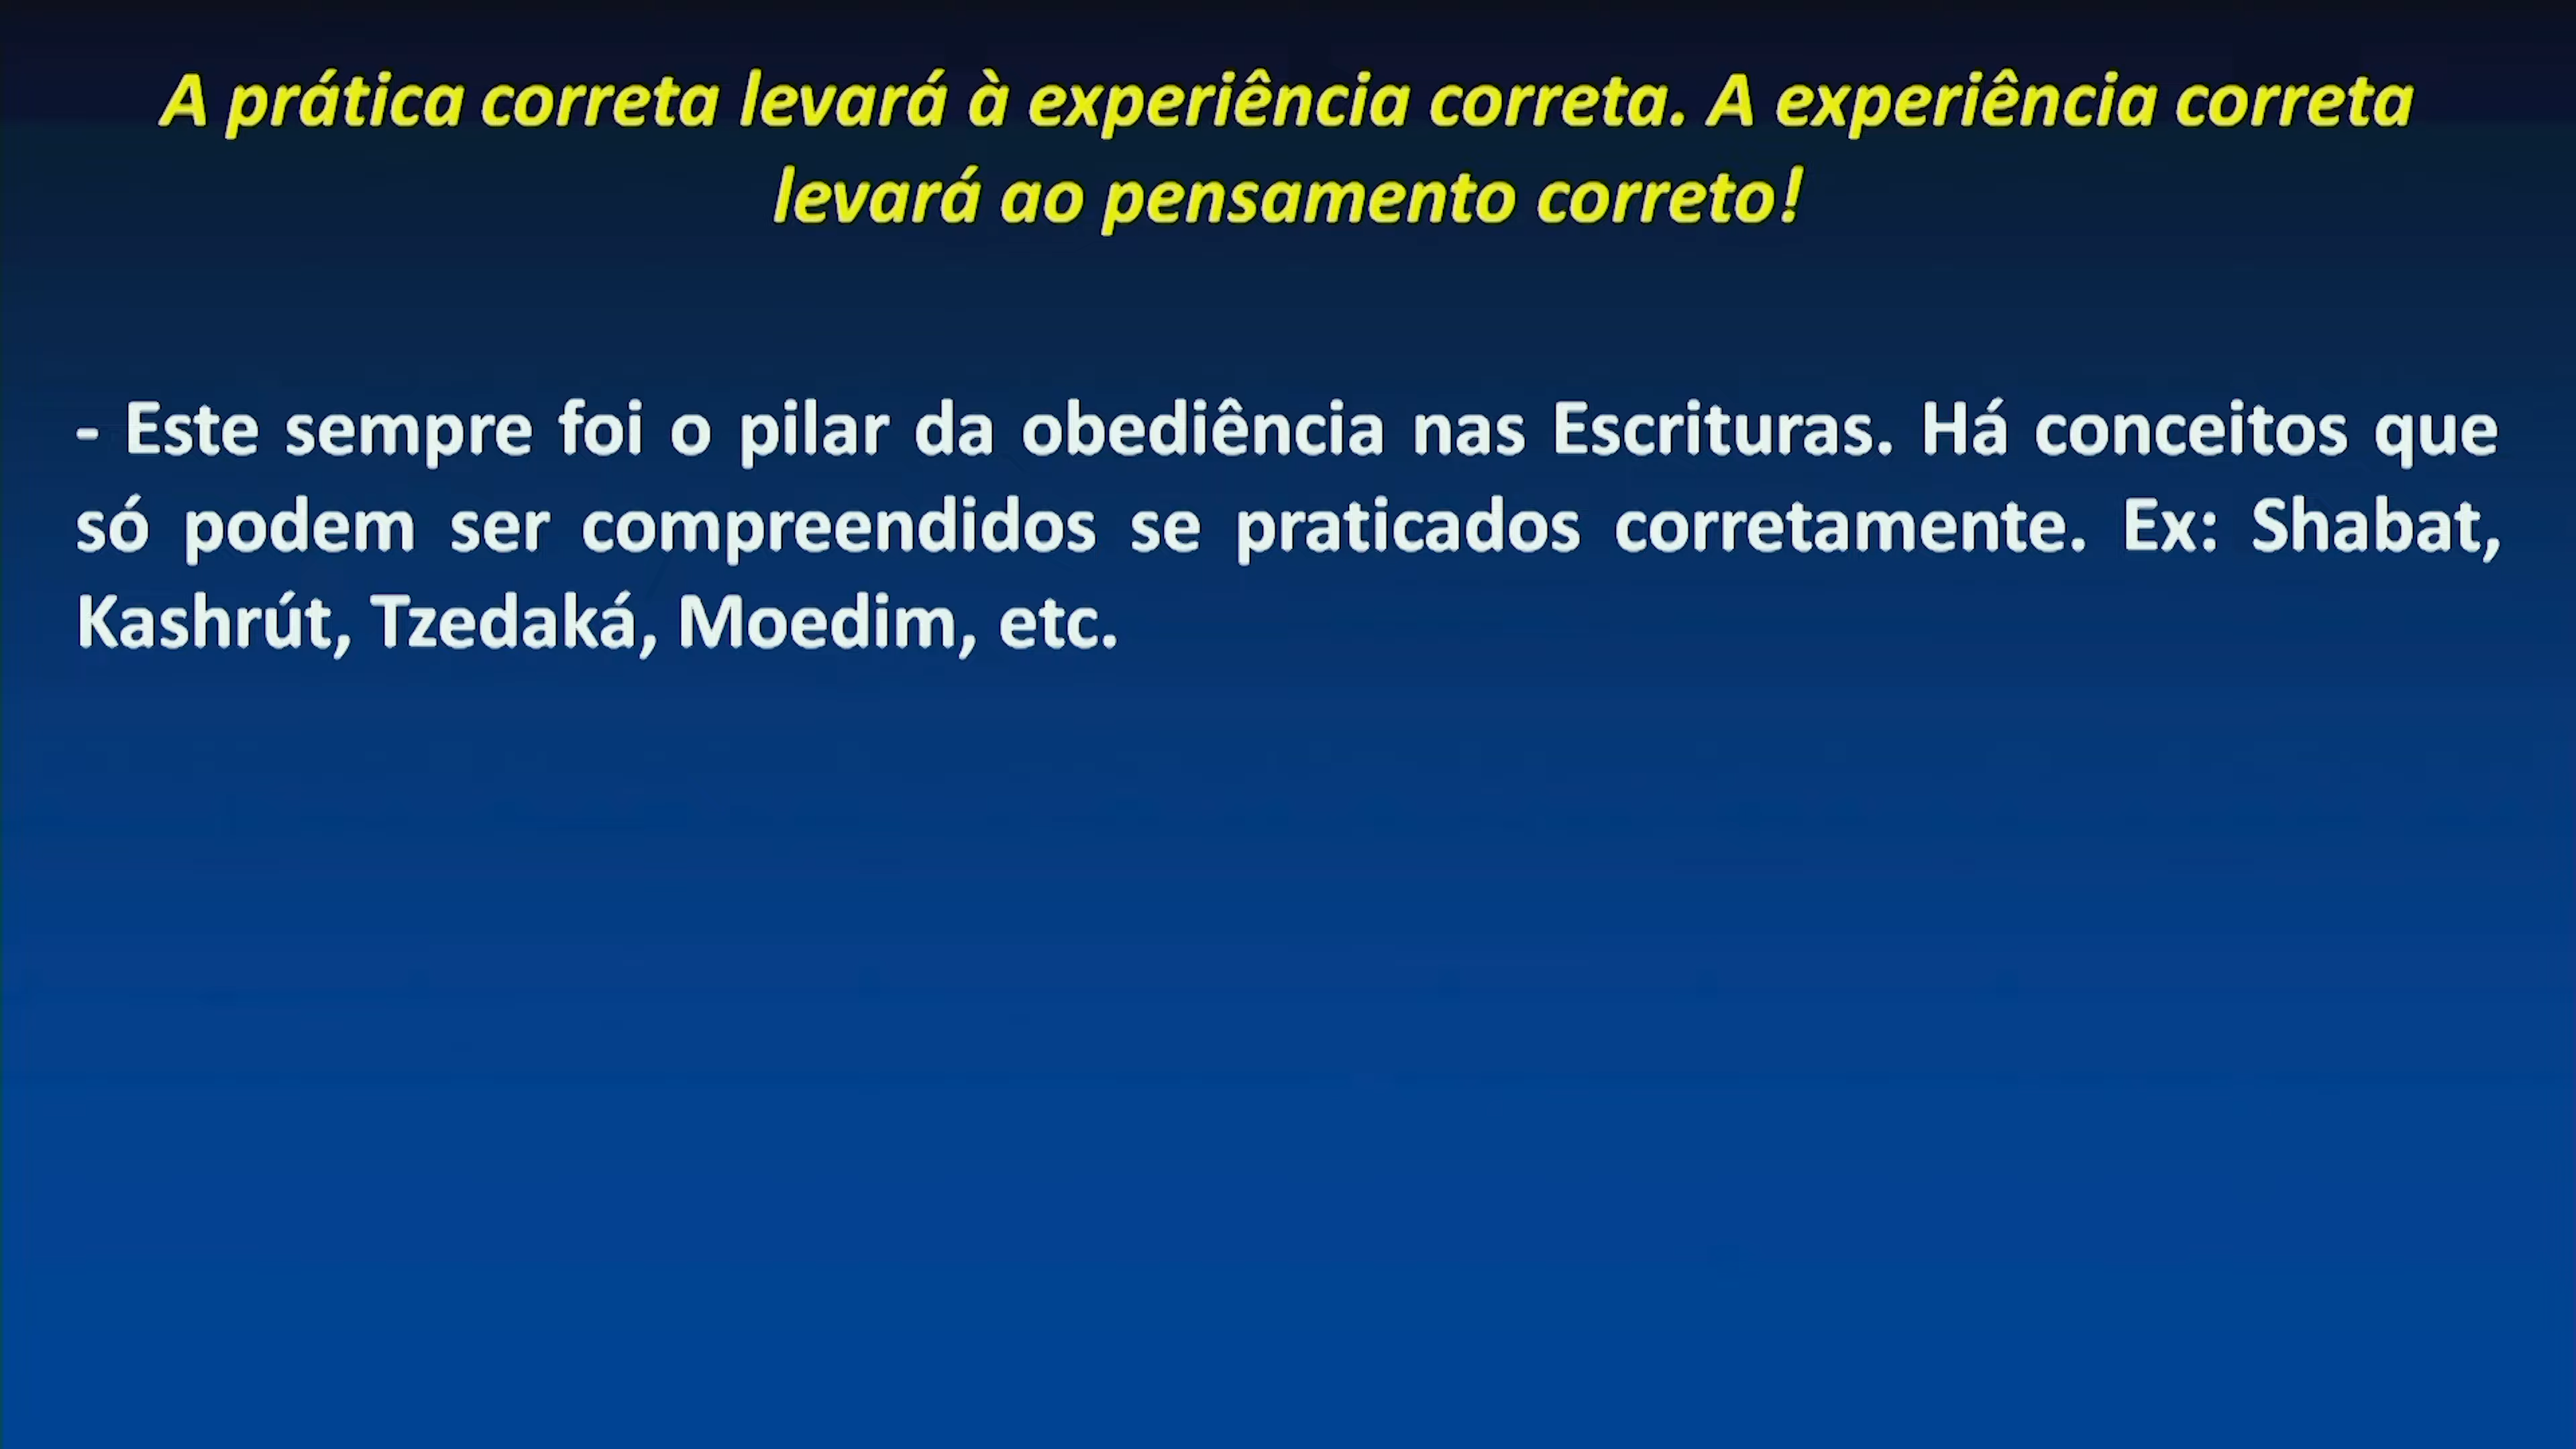 A prática correta levará à experiência correta. A experiência correta
levará ao pensamento correto!
- Este sempre foi o pilar da obediência nas Escrituras. Há conceitos que
só podem ser compreendidos se praticados corretamente. Ex: Shabat,
Kashrút, Tzedaká, Moedim, etc.